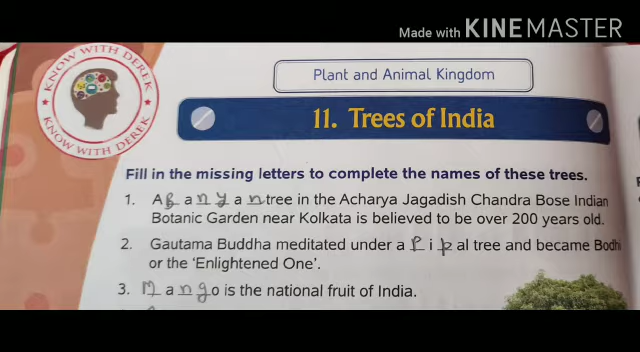 Made with KINEMASTER
KNOW WITH DEREK
KNOW WITH DEREK
Plant and Animal Kingdom
11. Trees of India
Fill in the missing letters to complete the names of these trees.
1. A B a n y a n tree in the Acharya Jagadish Chandra Bose Indian
Botanic Garden near Kolkata is believed to be over 200 years old.
2. Gautama Buddha meditated under a P i p al tree and became Bodhi
or the ‘Enlightened One’.
3. M a n g o is the national fruit of India.